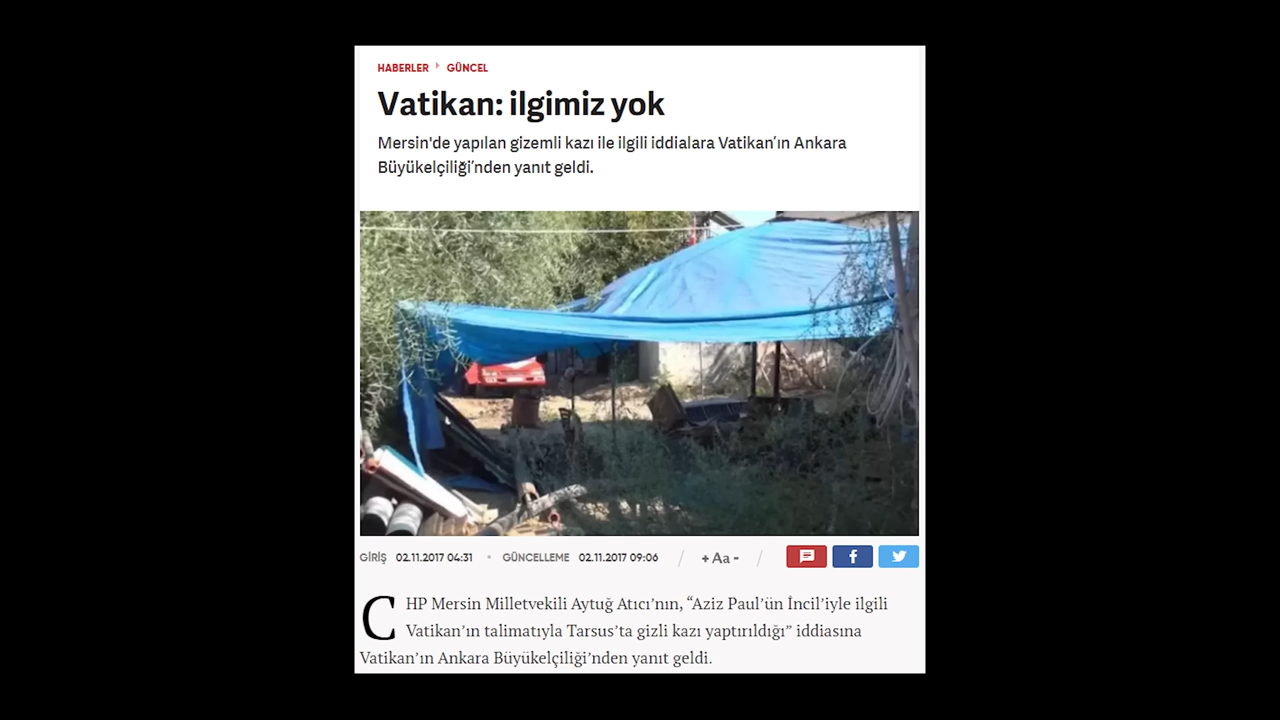 HABERLER GÜNCEL
Vatikan: ilgimiz yok
Mersin'de yapılan gizemli kazı ile ilgili iddialara Vatikan’ın Ankara
Büyükelçiliği’nden yanıt geldi.
GİRİŞ 02.11.2017 04:31 • GÜNCELLEME 02.11.2017 09:06 / + Aa - /
CHP Mersin Milletvekili Aytuğ Atıcı’nın, “Aziz Paul’ün İncil’iyle ilgili
Vatikan’ın talimatıyla Tarsus’ta gizli kazı yaptırıldığı” iddiasına
Vatikan’ın Ankara Büyükelçiliği’nden yanıt geldi.